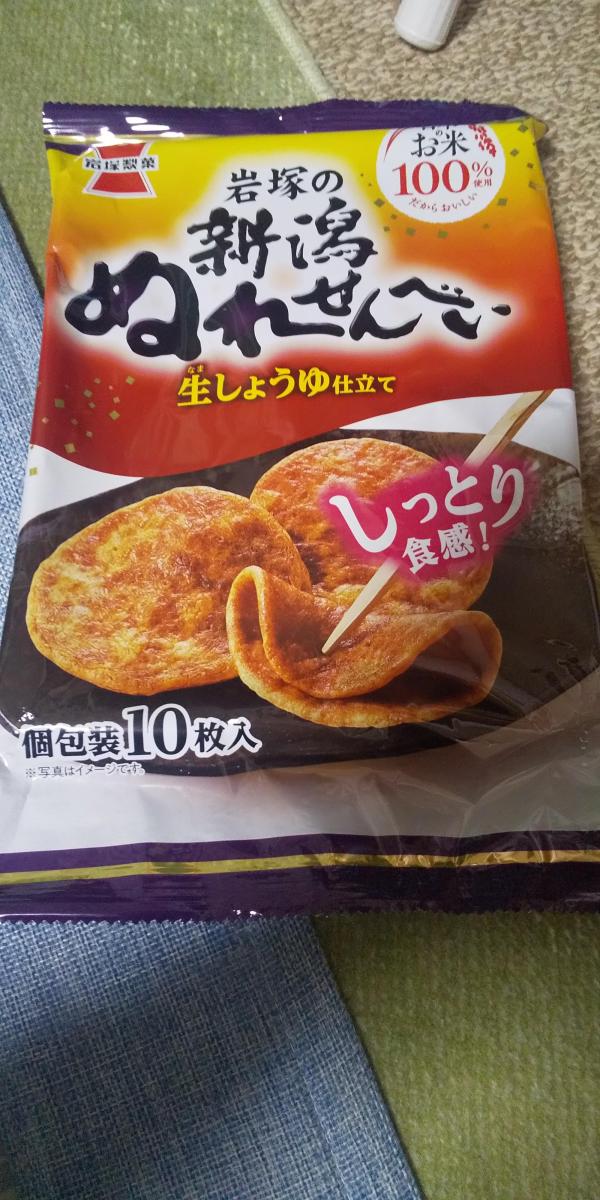 岩塚製菓
の
お米
100%
使用
だからおいしい
岩塚の
新潟
ぬれせんべい
なま
生しょうゆ仕立て
しっとり
食感!
個包装10枚入
※写真はイメージです。